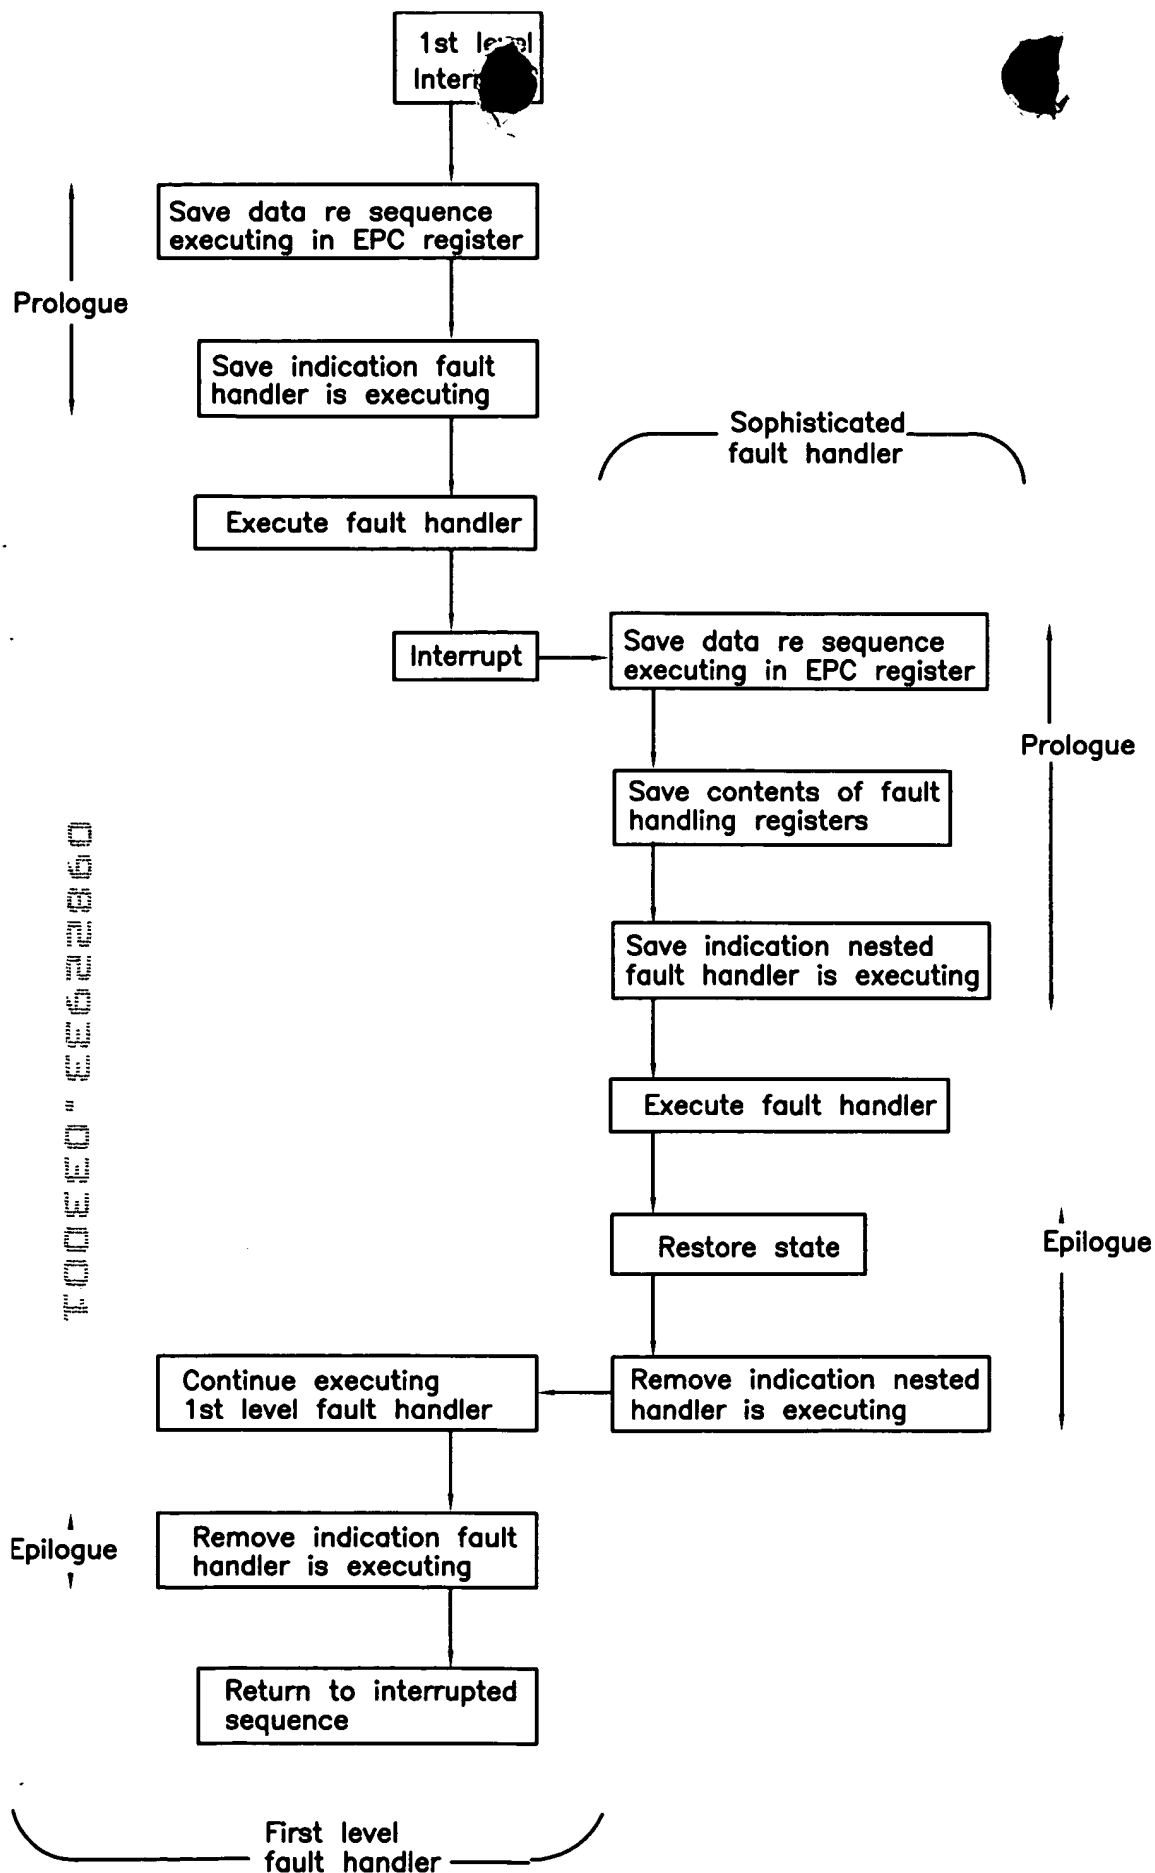 1st level
Save data re sequence
executing in EPC register
Prologue
Save indication fault
handler is executing
Sophisticated
fault handler
Execute fault handler
Interrupt
Save data re sequence
executing in EPC register
Prologue
Save contents of fault
handling registers
Save indication nested
fault handler is executing
Execute fault handler
Restore state
Epilogue
Remove indication nested
handler is executing
Continue executing
1st level fault handler
Epilogue
Remove indication fault
handler is executing
Return to interrupted
sequence
First level
fault handler
09822933.033001